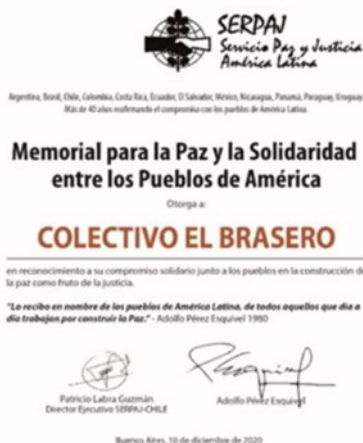 SERPAJ
Servicio Paz y Justicia
América Latina
Argentina, Brasil, Chile, Colombia, Costa Rica, Ecuador, El Salvador, México, Nicaragua, Panamá, Paraguay, Uruguay
Más de 40 años reafirmando el compromiso con los pueblos de América Latina.
Memorial para la Paz y la Solidaridad
entre los Pueblos de América
Otorga a:
COLECTIVO EL BRASERO
en reconocimiento a su compromiso solidario junto a los pueblos en la construcción de
la paz como fruto de la justicia.
"Lo recibo en nombre de los pueblos de América Latina, de todos aquellos que día a
día trabajan por construir la Paz." - Adolfo Pérez Esquivel 1980
Patricio Labra Guzmán
Director Ejecutivo SERPAJ-CHILE
Adolfo Pérez Esquivel
Buenos Aires, 10 de diciembre de 2020